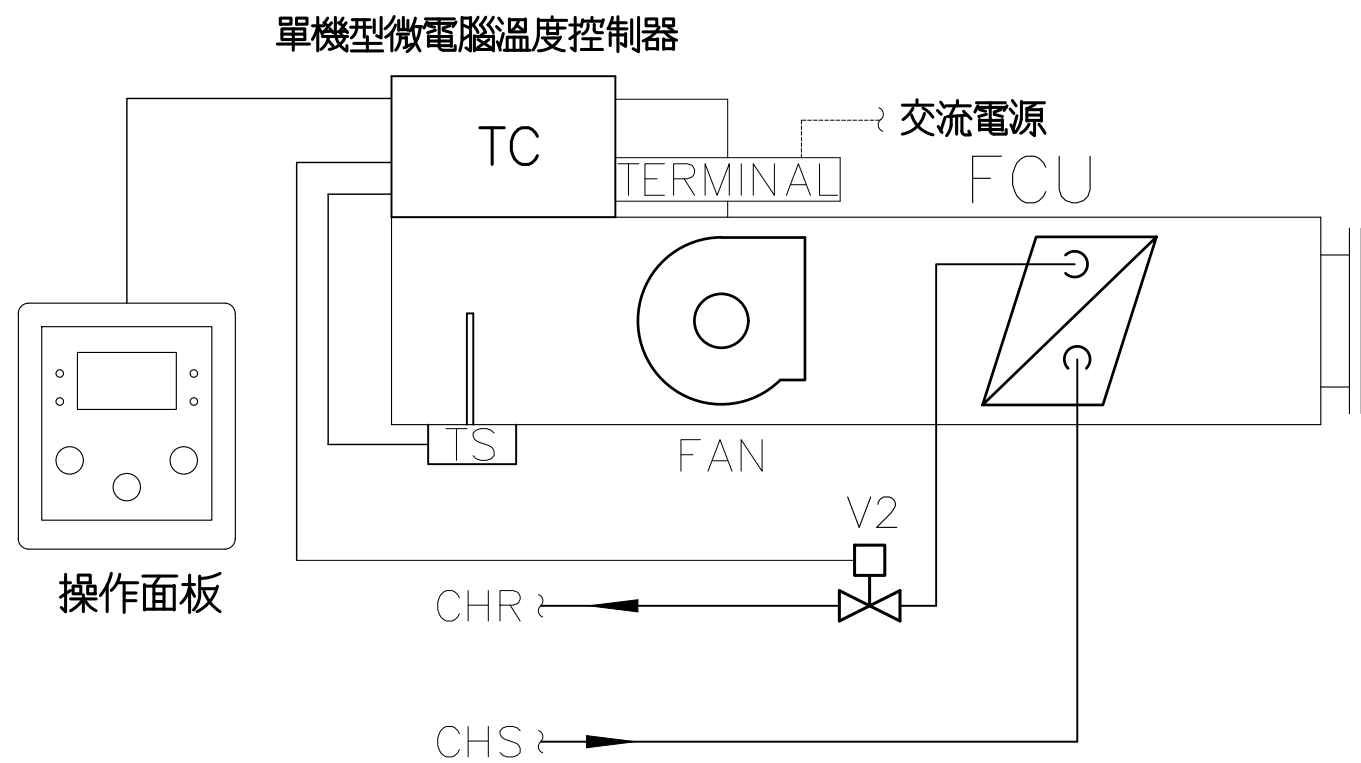 單機型微電腦溫度控制器
交流電源
TC
TERMINAL
FCU
TS
FAN
V2
操作面板
CHR
CHS